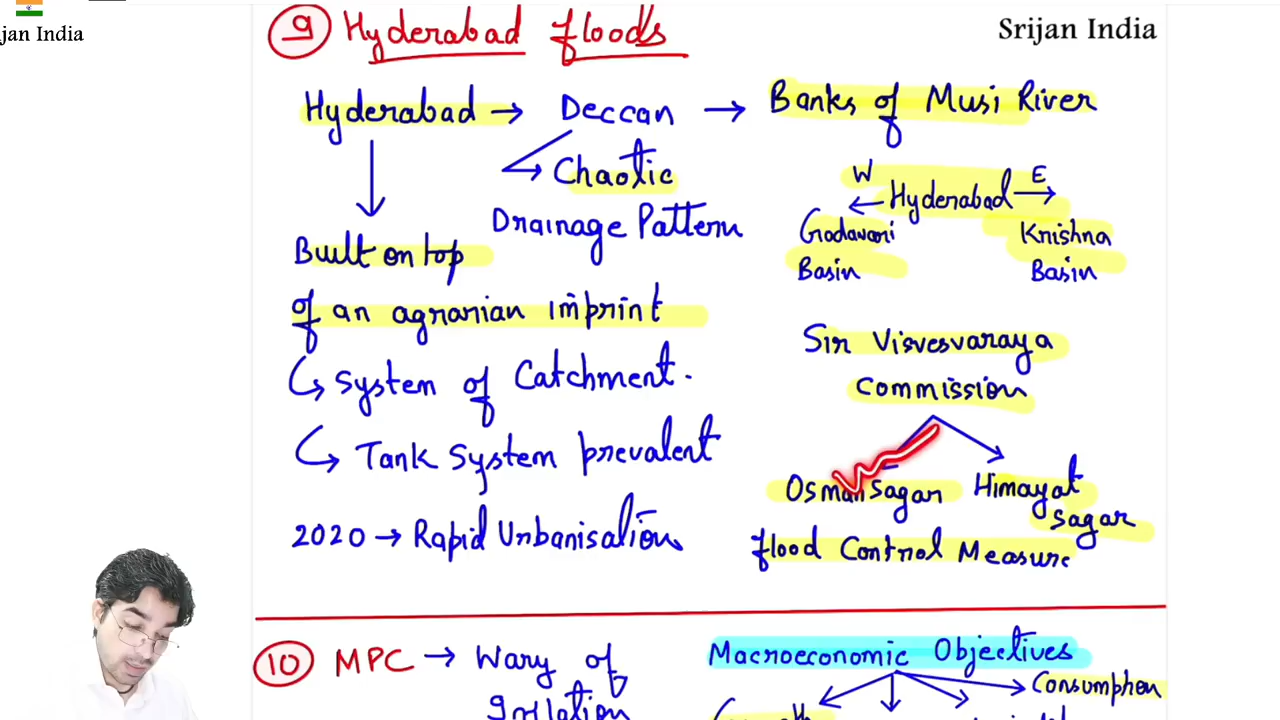 jan India
Srijan India
9 Hyderabad floods
Hyderabad → Deccan → Banks of Musi River
Chaotic
Drainage Pattern
W Hyderabad E
Godavari Basin
Krishna Basin
Built on top
of an agrarian imprint
System of Catchment.
Tank System prevalent
2020 → Rapid Urbanisation
Sir Visvesvaraya
Commission
Osman Sagar
Himayat
Sagar
flood Control Measure
10 MPC → Wary of
Inflation
Macroeconomic Objectives
Consumption